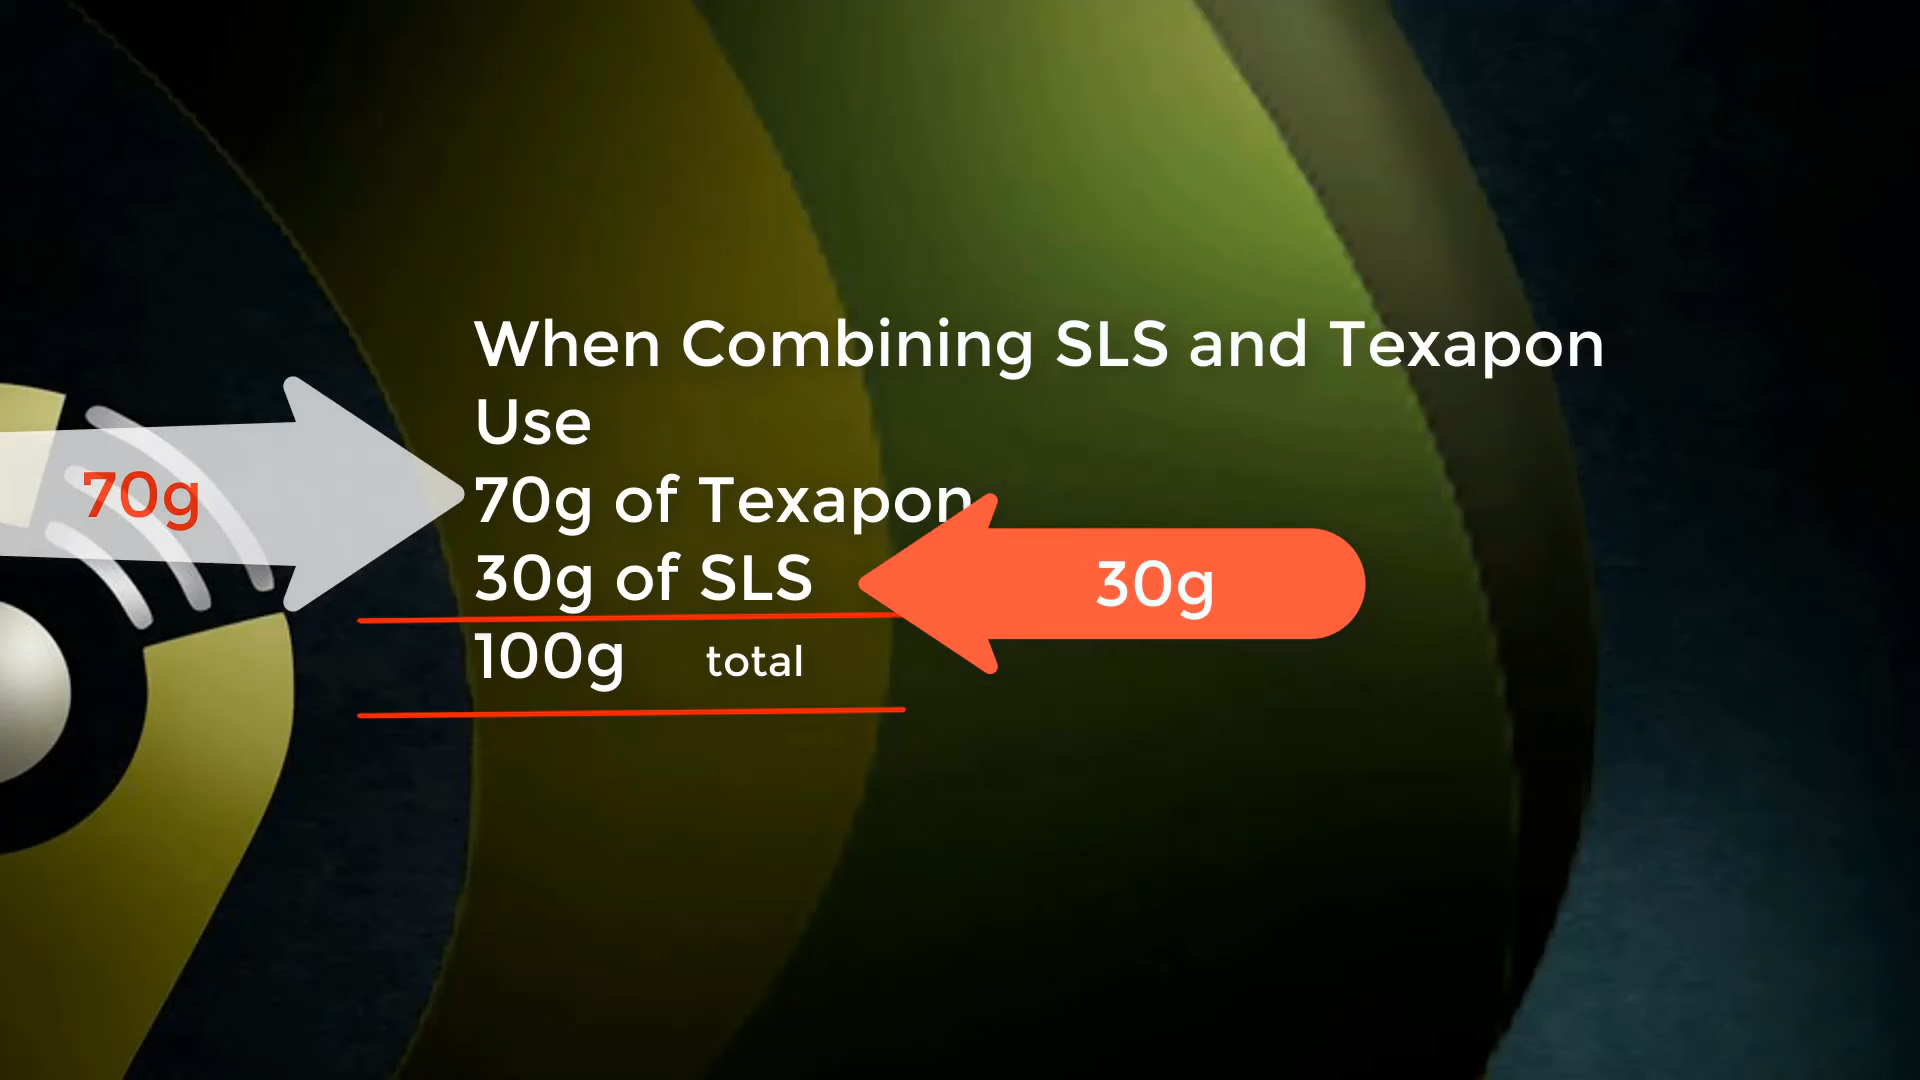 When Combining SLS and Texapon
Use
70g
70g of Texapon
30g of SLS
30g
100g total